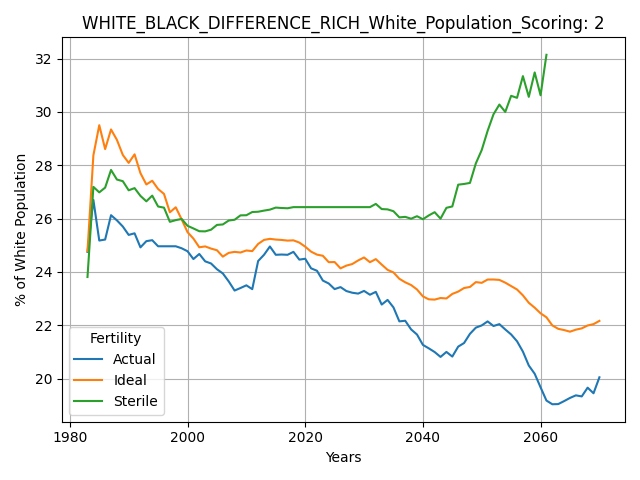 WHITE_BLACK_DIFFERENCE_RICH_White_Population_Scoring: 2
% of White Population
32
30
28
26
24
22
20
Fertility
Actual
Ideal
Sterile
1980
2000
2020
2040
2060
Years